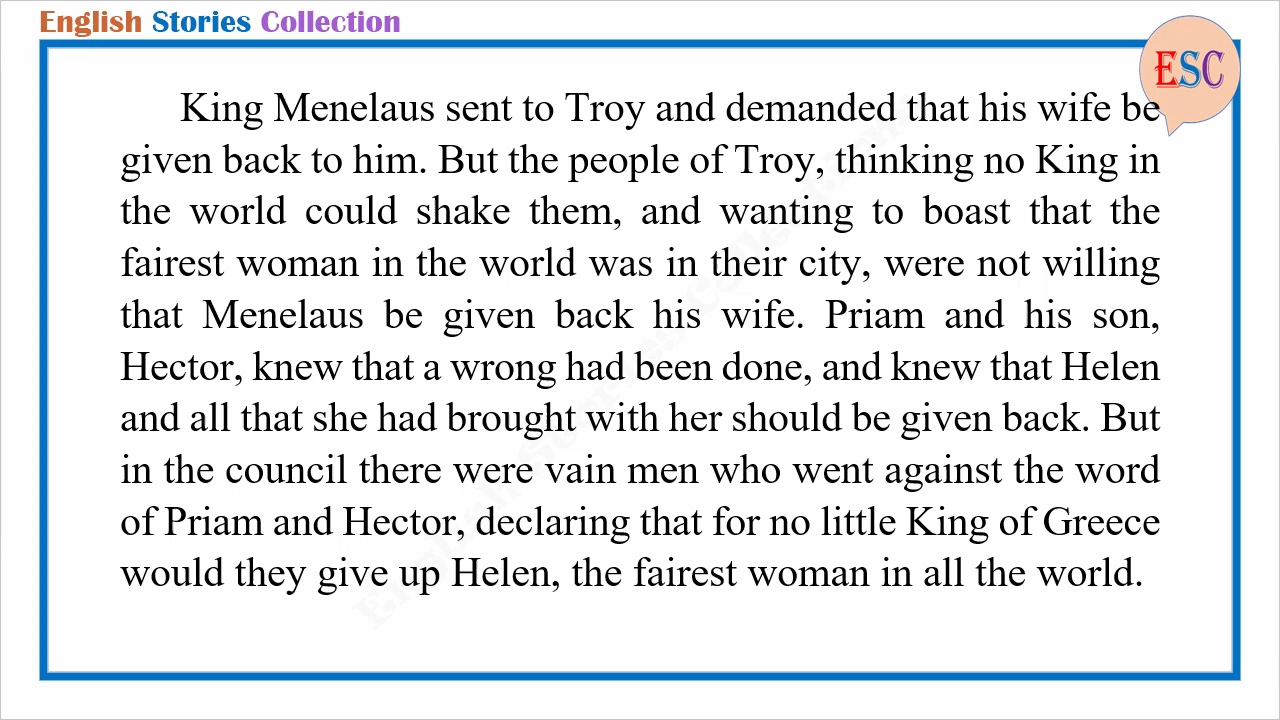 English Stories Collection
ESC
King Menelaus sent to Troy and demanded that his wife be
given back to him. But the people of Troy, thinking no King in
the world could shake them, and wanting to boast that the
fairest woman in the world was in their city, were not willing
that Menelaus be given back his wife. Priam and his son,
Hector, knew that a wrong had been done, and knew that Helen
and all that she had brought with her should be given back. But
in the council there were vain men who went against the word
of Priam and Hector, declaring that for no little King of Greece
would they give up Helen, the fairest woman in all the world.